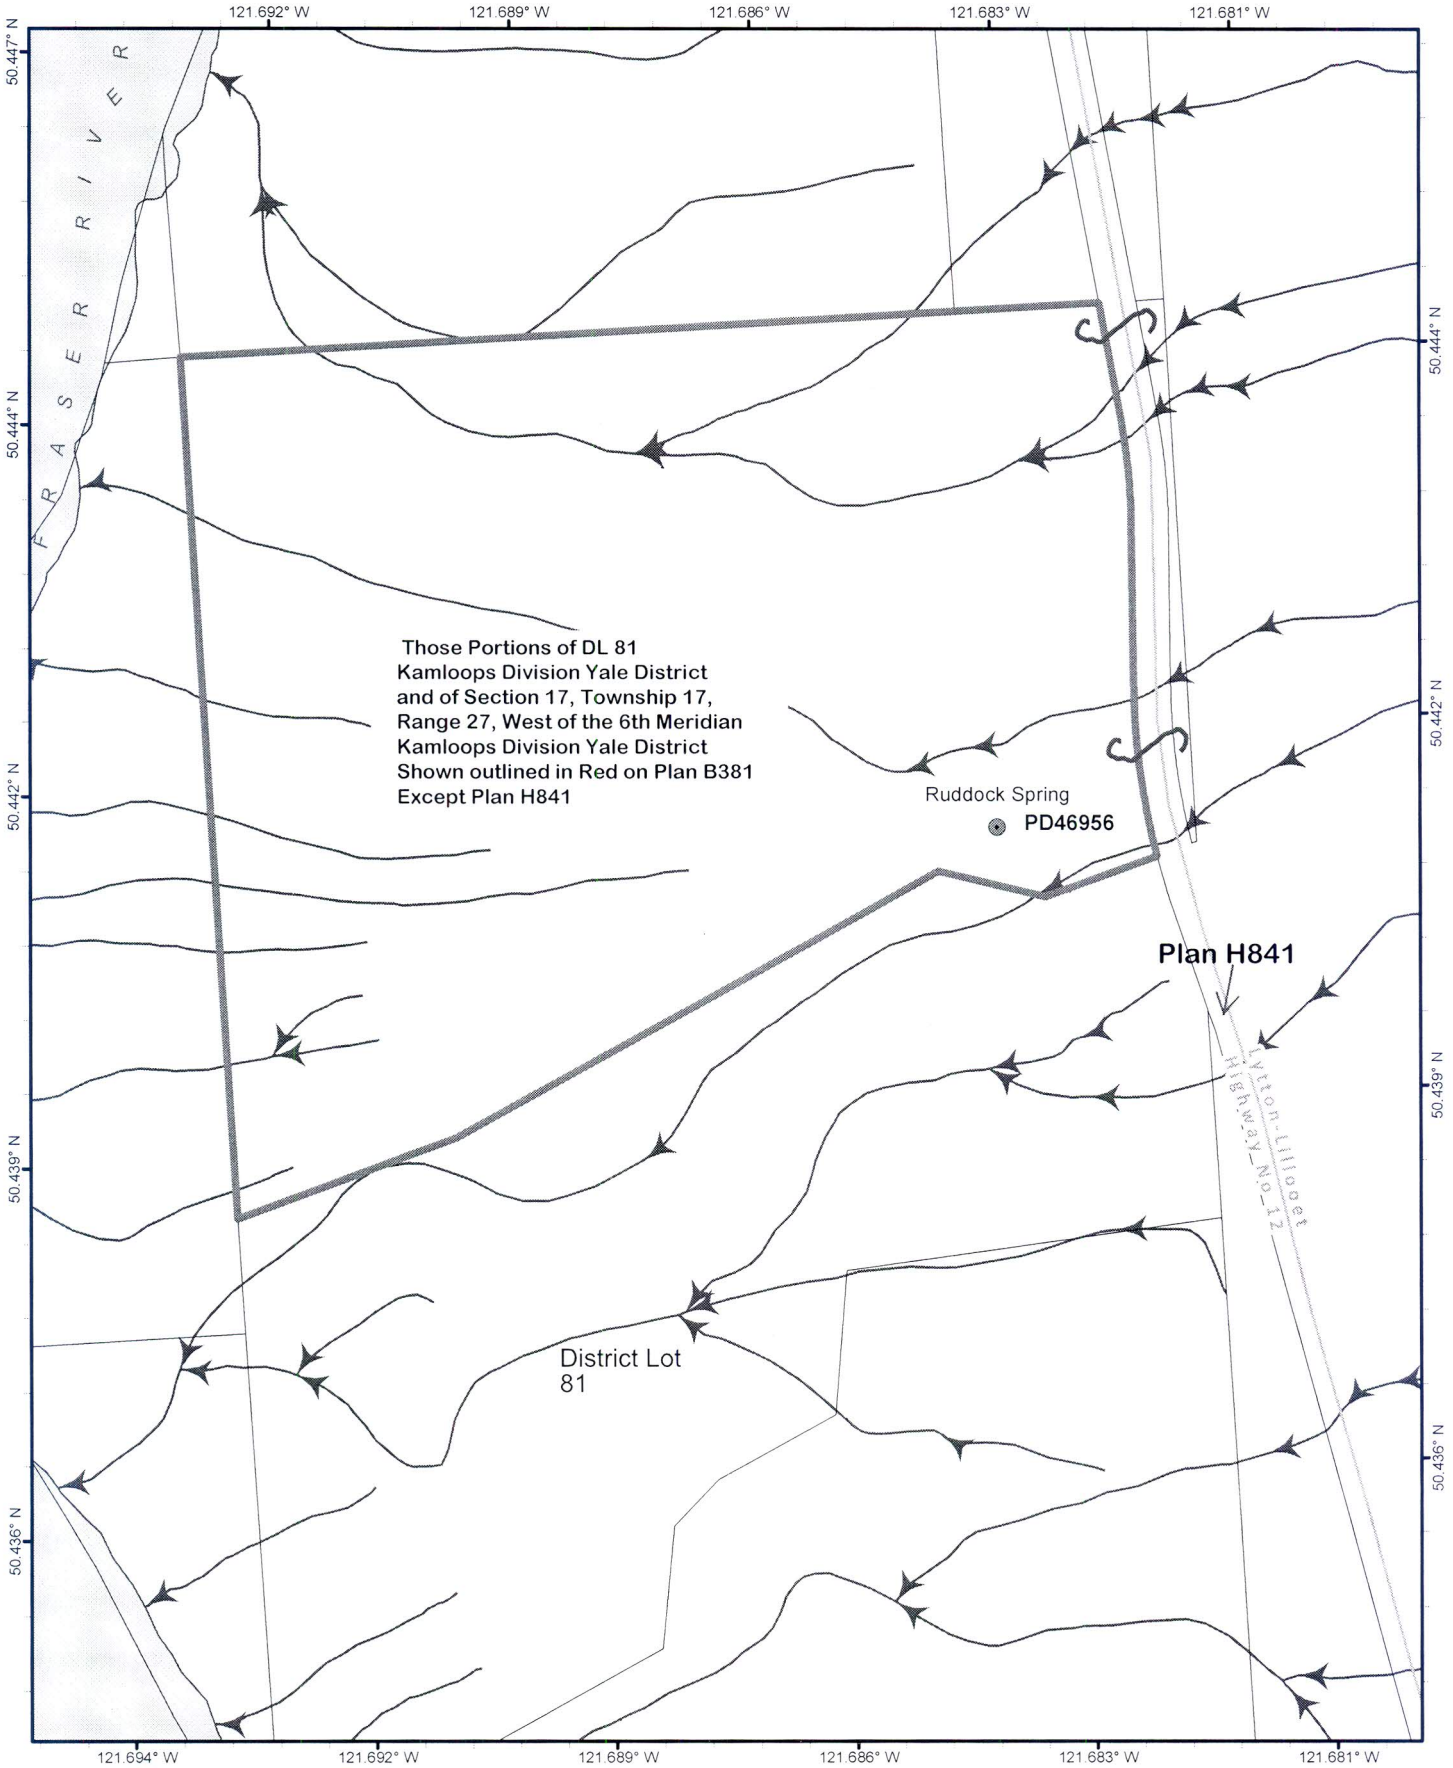 121.692° W
121.689° W
121.686° W
121.683° W
121.681° W
50.447° N
50.444° N
50.442° N
50.439° N
50.436° N
50.444° N
50.442° N
50.439° N
50.436° N
FRASER RIVER
Those Portions of DL 81
Kamloops Division Yale District
and of Section 17, Township 17,
Range 27, West of the 6th Meridian
Kamloops Division Yale District
Shown outlined in Red on Plan B381
Except Plan H841
Ruddock Spring
PD46956
Plan H841
Lytton-Lillooet
Highway_No_12
District Lot
81
121.694° W
121.692° W
121.689° W
121.686° W
121.683° W
121.681° W